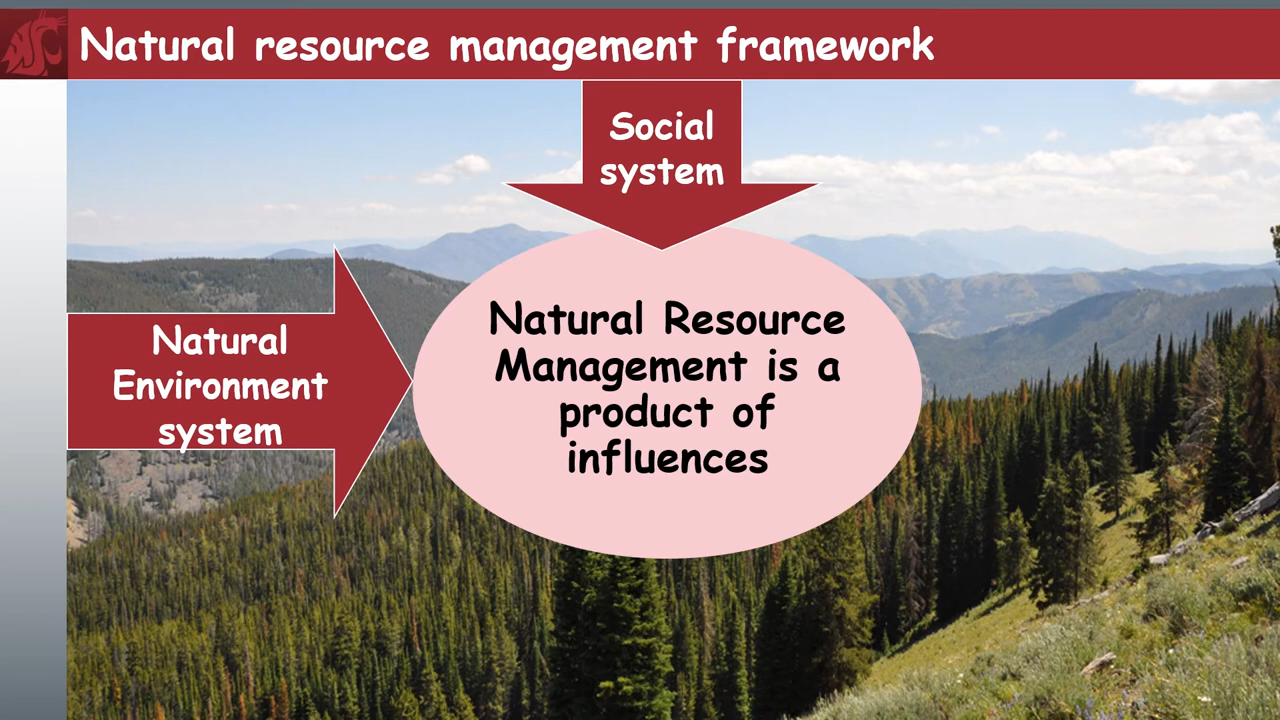 Natural resource management framework
Social
system
Natural
Environment
system
Natural Resource
Management is a
product of
influences